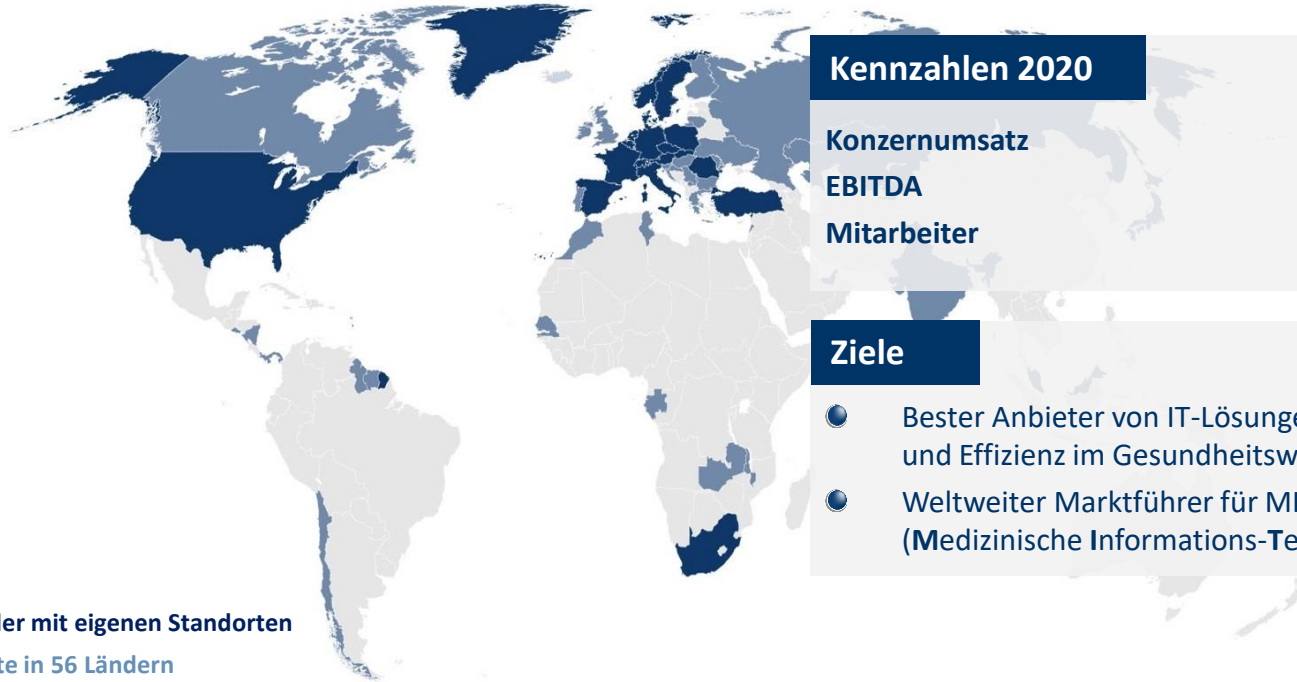 Kennzahlen 2020
Konzernumsatz
EBITDA
Mitarbeiter
Ziele
Bester Anbieter von IT-Lösunge
und Effizienz im Gesundheitsw
Weltweiter Marktführer für
(Medizinische Informations-Te
der mit eigenen Standorten
te in 56 Ländern